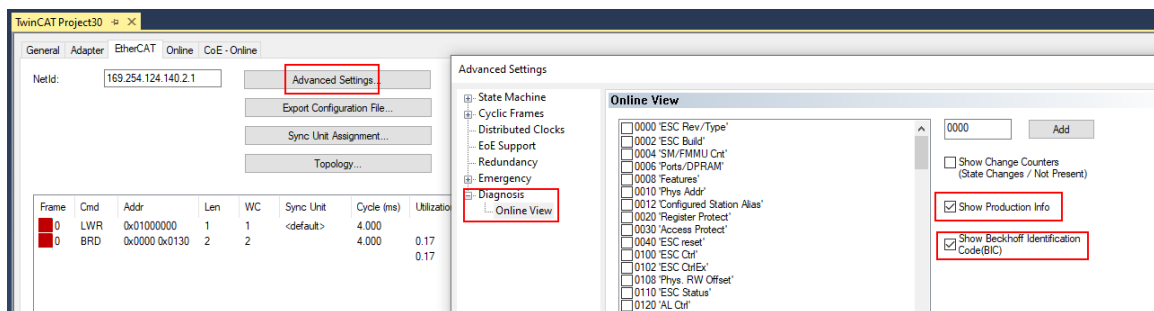 TwinCAT Project30
General Adapter EtherCAT Online CoE - Online
NetId: 169.254.124.140.2.1
Advanced Settings...
Export Configuration File...
Sync Unit Assignment...
Topology...
Frame Cmd Addr Len WC Sync Unit Cycle (ms) Utilizatio
0 LWR 0x01000000 1 1 <default> 4.000
0 BRD 0x0000 0x0130 2 2 4.000 0.17
0.17
Advanced Settings
State Machine
Cyclic Frames
Distributed Clocks
EoE Support
Redundancy
Emergency
Diagnosis
Online View
Online View
0000 'ESC Rev/Type'
0002 'ESC Build'
0004 'SM/FMMU Cnt'
0006 'Ports/DPRAM'
0008 'Features'
0010 'Phys Addr'
0012 'Configured Station Alias'
0020 'Register Protect'
0030 'Access Protect'
0040 'ESC reset'
0100 'ESC Ctrl'
0102 'ESC CtrlEx'
0108 'Phys. RW Offset'
0110 'ESC Status'
0120 'AL Ctrl'
0000 Add
Show Change Counters
(State Changes / Not Present)
Show Production Info
Show Beckhoff Identification
Code(BIC)